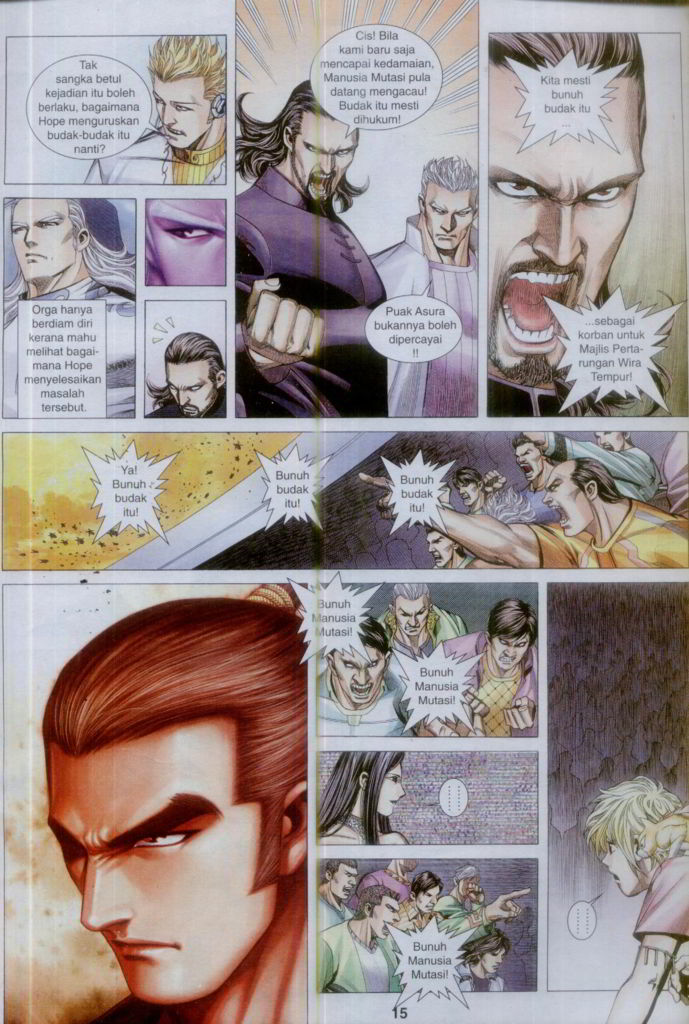 Tak
sangka betul
kejadian itu boleh
berlaku, bagaimana
Hope menguruskan
budak-budak itu
nanti?
Orga hanya
berdiam diri
kerana mahu
melihat bagai-
mana Hope
menyelesaikan
masalah
tersebut.
Cis! Bila
kami baru saja
mencapai kedamaian,
Manusia Mutasi pula
datang mengacau!
Budak itu mesti
dihukum!
Puak Asura
bukannya boleh
dipercayai
!!
Kita mesti
bunuh
budak itu
...
...sebagai
korban untuk
Majlis Perta-
rungan Wira
Tempur!
Ya!
Bunuh
budak
itu!
Bunuh
budak
itu!
Bunuh
budak
itu!
Bunuh
Manusia
Mutasi!
Bunuh
Manusia
Mutasi!
Bunuh
Manusia
Mutasi!
15